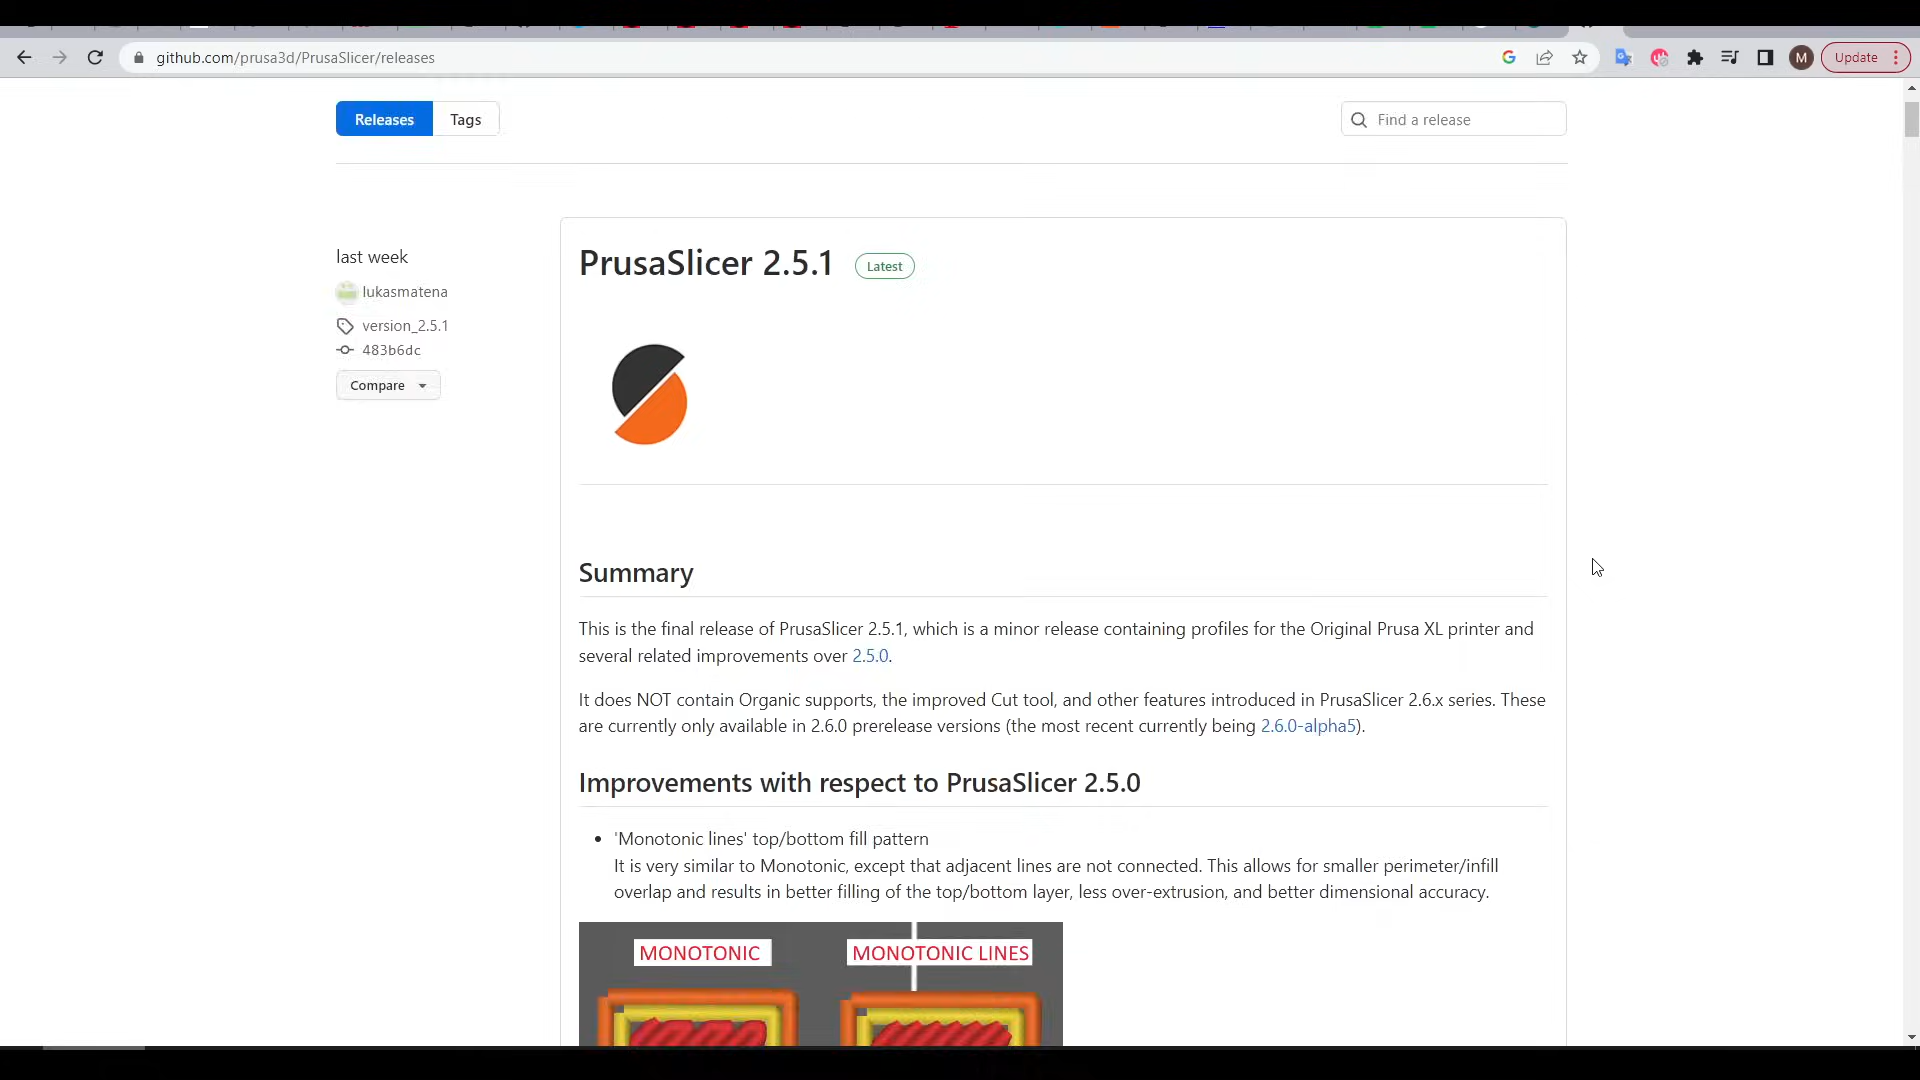 github.com/prusa3d/PrusaSlicer/releases
M
Update
Releases
Tags
Find a release
last week
lukasmatena
version_2.5.1
483b6dc
Compare
PrusaSlicer 2.5.1
Latest
Summary
This is the final release of PrusaSlicer 2.5.1, which is a minor release containing profiles for the Original Prusa XL printer and
several related improvements over 2.5.0.
It does NOT contain Organic supports, the improved Cut tool, and other features introduced in PrusaSlicer 2.6.x series. These
are currently only available in 2.6.0 prerelease versions (the most recent currently being 2.6.0-alpha5).
Improvements with respect to PrusaSlicer 2.5.0
• 'Monotonic lines' top/bottom fill pattern
It is very similar to Monotonic, except that adjacent lines are not connected. This allows for smaller perimeter/infill
overlap and results in better filling of the top/bottom layer, less over-extrusion, and better dimensional accuracy.
MONOTONIC
MONOTONIC LINES